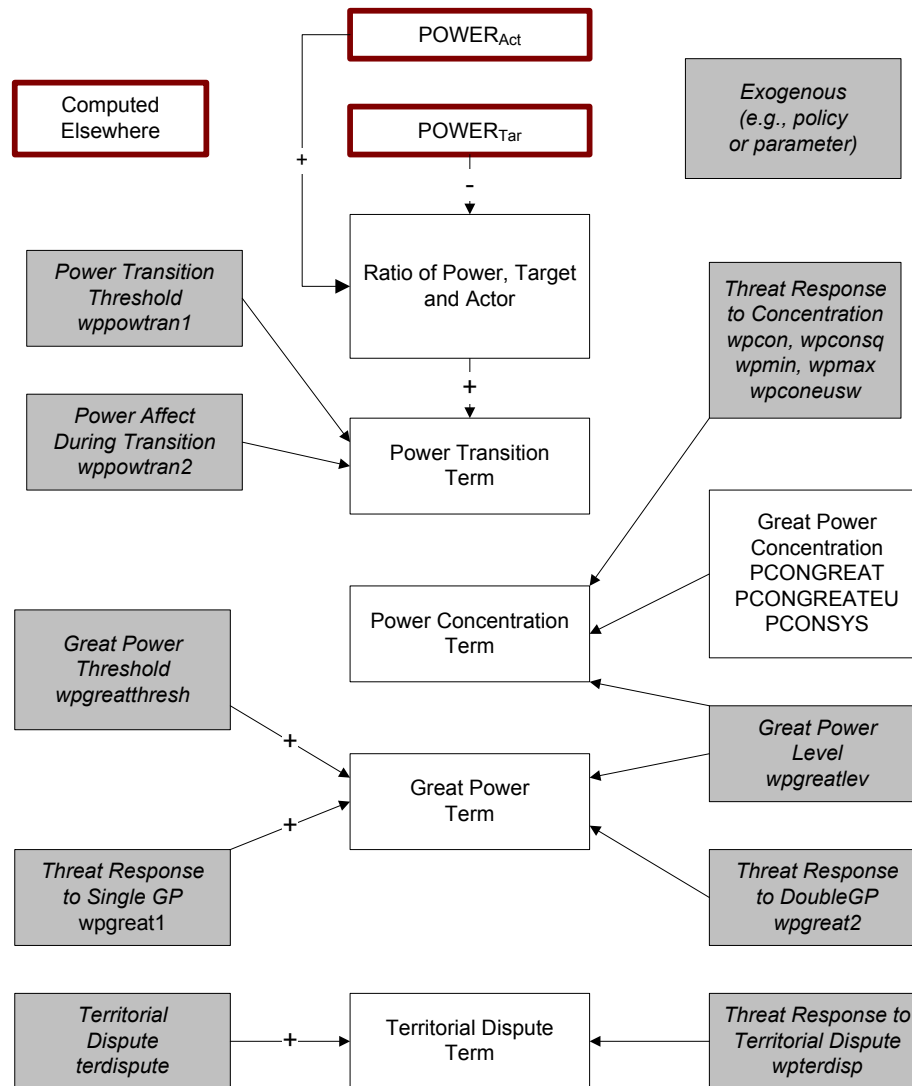 POWERAct
Computed
Elsewhere
POWERTar
Exogenous
(e.g., policy
or parameter)
+
-
Ratio of Power, Target
and Actor
Power Transition
Threshold
wppowtran1
Threat Response
to Concentration
wpcon, wpconsq
wpmin, wpmax
wpconeusw
+
Power Affect
During Transition
wppowtran2
Power Transition
Term
Great Power
Concentration
PCONGREAT
PCONGREATEU
PCONSYS
Power Concentration
Term
Great Power
Threshold
wpgreatthresh
+
Great Power
Level
wpgreatlev
Great Power
Term
+
Threat Response
to Single GP
wpgreat1
Threat Response
to DoubleGP
wpgreat2
Territorial
Dispute
terdispute
+
Territorial Dispute
Term
Threat Response to
Territorial Dispute
wpterdisp